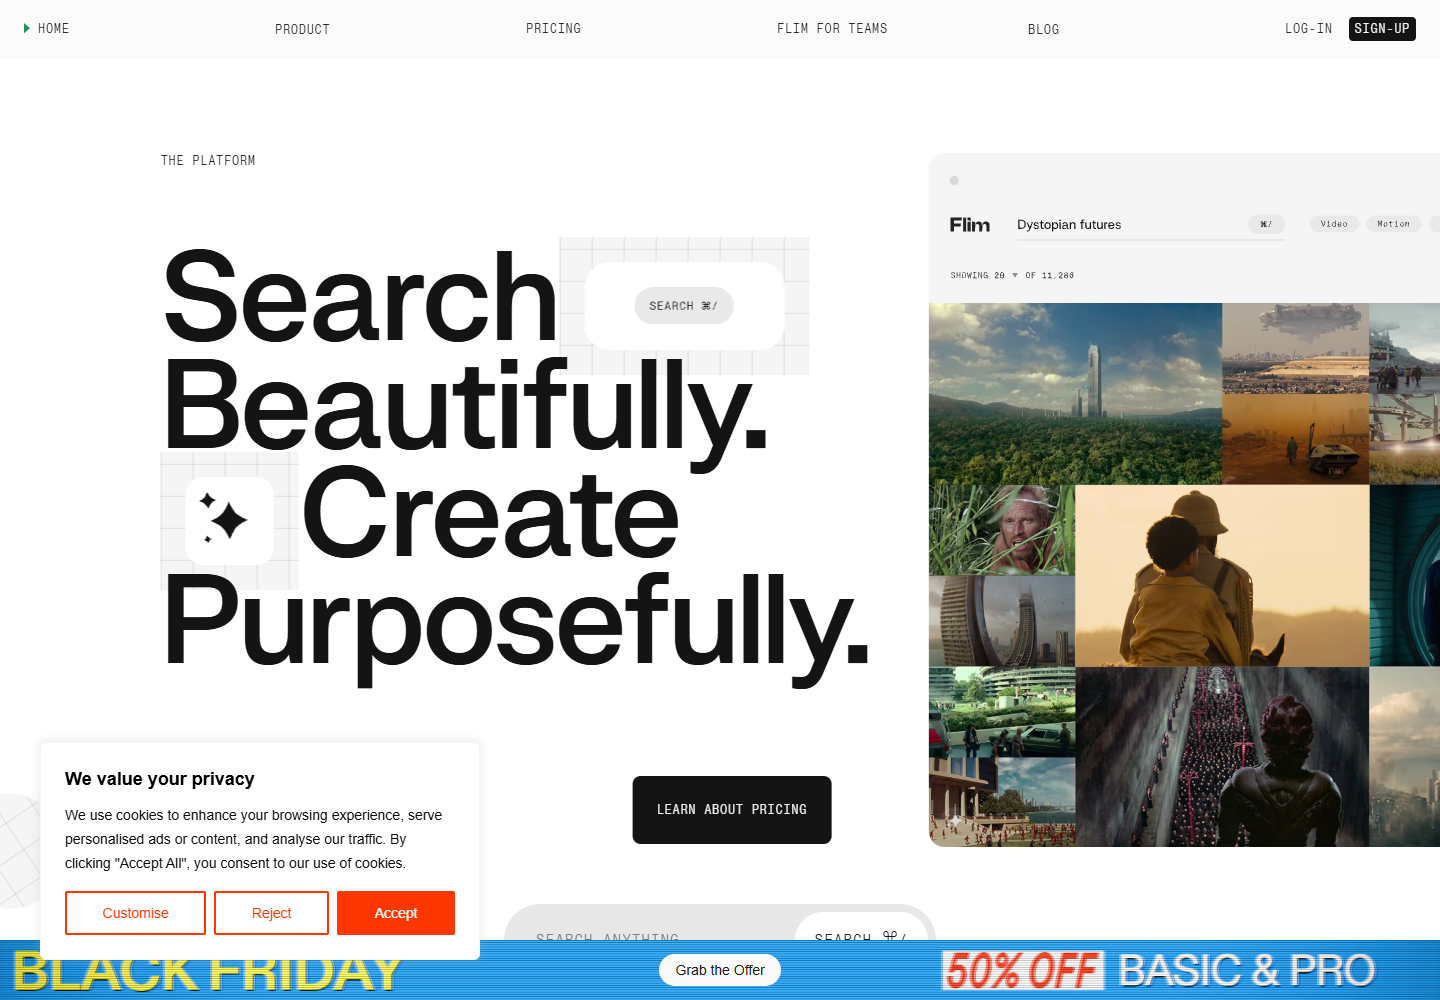 HOME
PRODUCT
PRICING
FLIM FOR TEAMS
BLOG
LOG-IN
SIGN-UP
THE PLATFORM
Search
SEARCH ⌘/
Beautifully.
Create
Purposefully.
Flim
Dystopian futures
⌘/
Video
Motion
SHOWING 20 ▼ OF 11.286
LEARN ABOUT PRICING
We value your privacy
We use cookies to enhance your browsing experience, serve
personalised ads or content, and analyse our traffic. By
clicking "Accept All", you consent to our use of cookies.
Customise
Reject
Accept
SEARCH ANYTHING
SEARCH ⌘/
BLACK FRIDAY
Grab the Offer
50% OFF BASIC & PRO